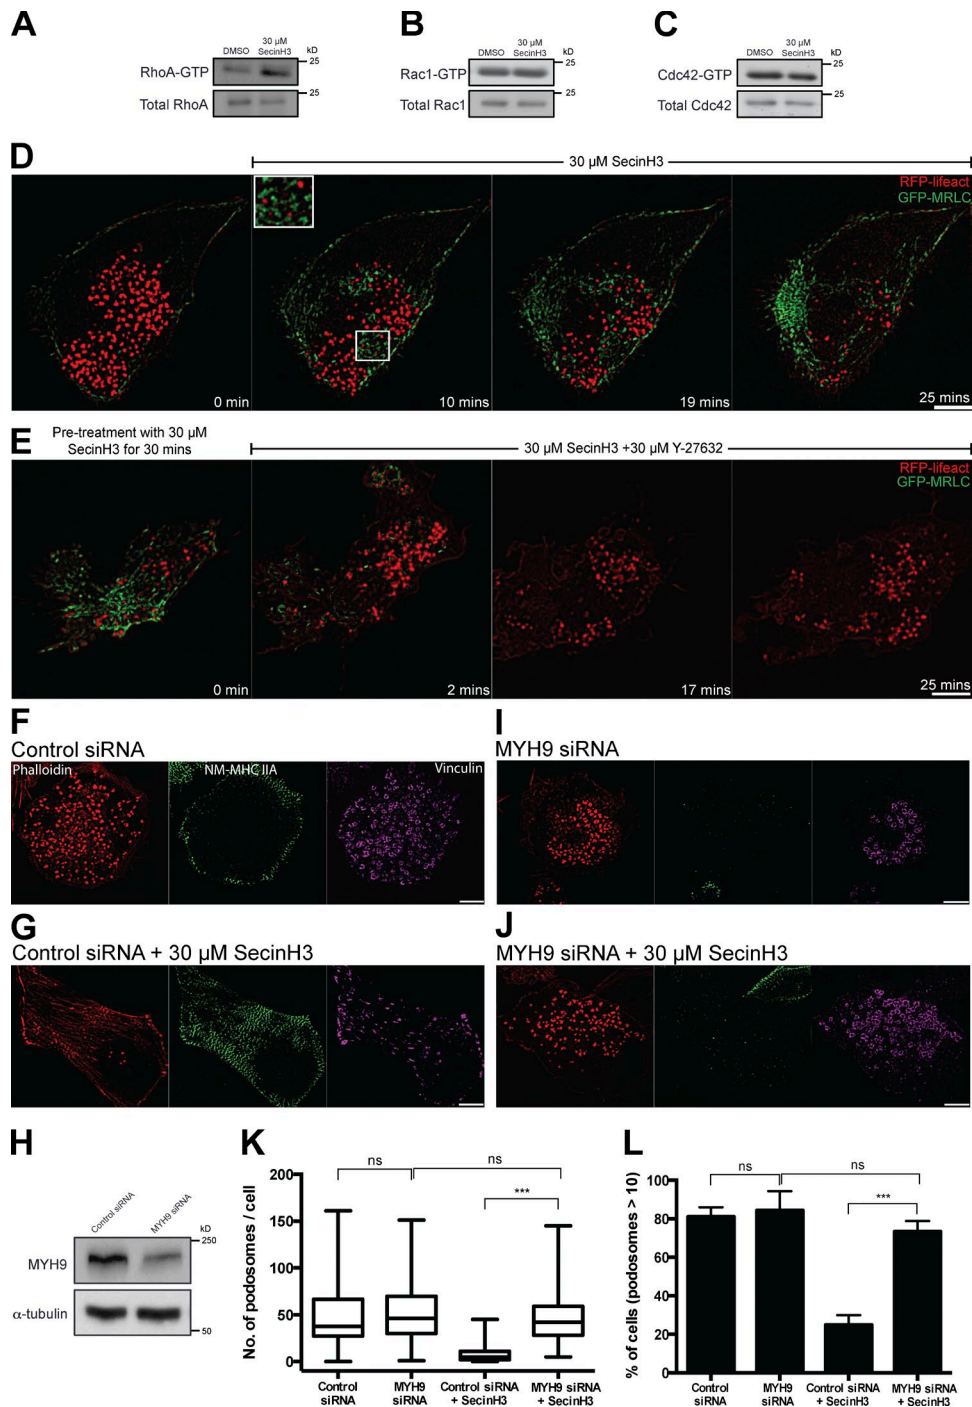 A
B
C
DMSO
30 µM
SecinH3
kD
25
RhoA-GTP
Total RhoA
25
DMSO
30 µM
SecinH3
kD
25
Rac1-GTP
Total Rac1
25
DMSO
30 µM
SecinH3
kD
25
Cdc42-GTP
Total Cdc42
25
D
30 µM SecinH3
RFP-lifeact
GFP-MRLC
0 min
10 mins
19 mins
25 mins
E
Pre-treatment with 30 µM
SecinH3 for 30 mins
30 µM SecinH3 +30 µM Y-27632
RFP-lifeact
GFP-MRLC
0 min
2 mins
17 mins
25 mins
F
Control siRNA
Phalloidin
NM-MHC IIA
Vinculin
I
MYH9 siRNA
G
Control siRNA + 30 µM SecinH3
J
MYH9 siRNA + 30 µM SecinH3
H
Control siRNA
MYH9 siRNA
kD
250
MYH9
α-tubulin
50
K
No. of podosomes / cell
200
150
100
50
0
ns
ns
***
Control
siRNA
MYH9
siRNA
Control siRNA
+ SecinH3
MYH9 siRNA
+ SecinH3
L
% of cells (podosomes > 10)
100
80
60
40
20
0
ns
ns
***
Control
siRNA
MYH9
siRNA
Control siRNA
+ SecinH3
MYH9 siRNA
+ SecinH3